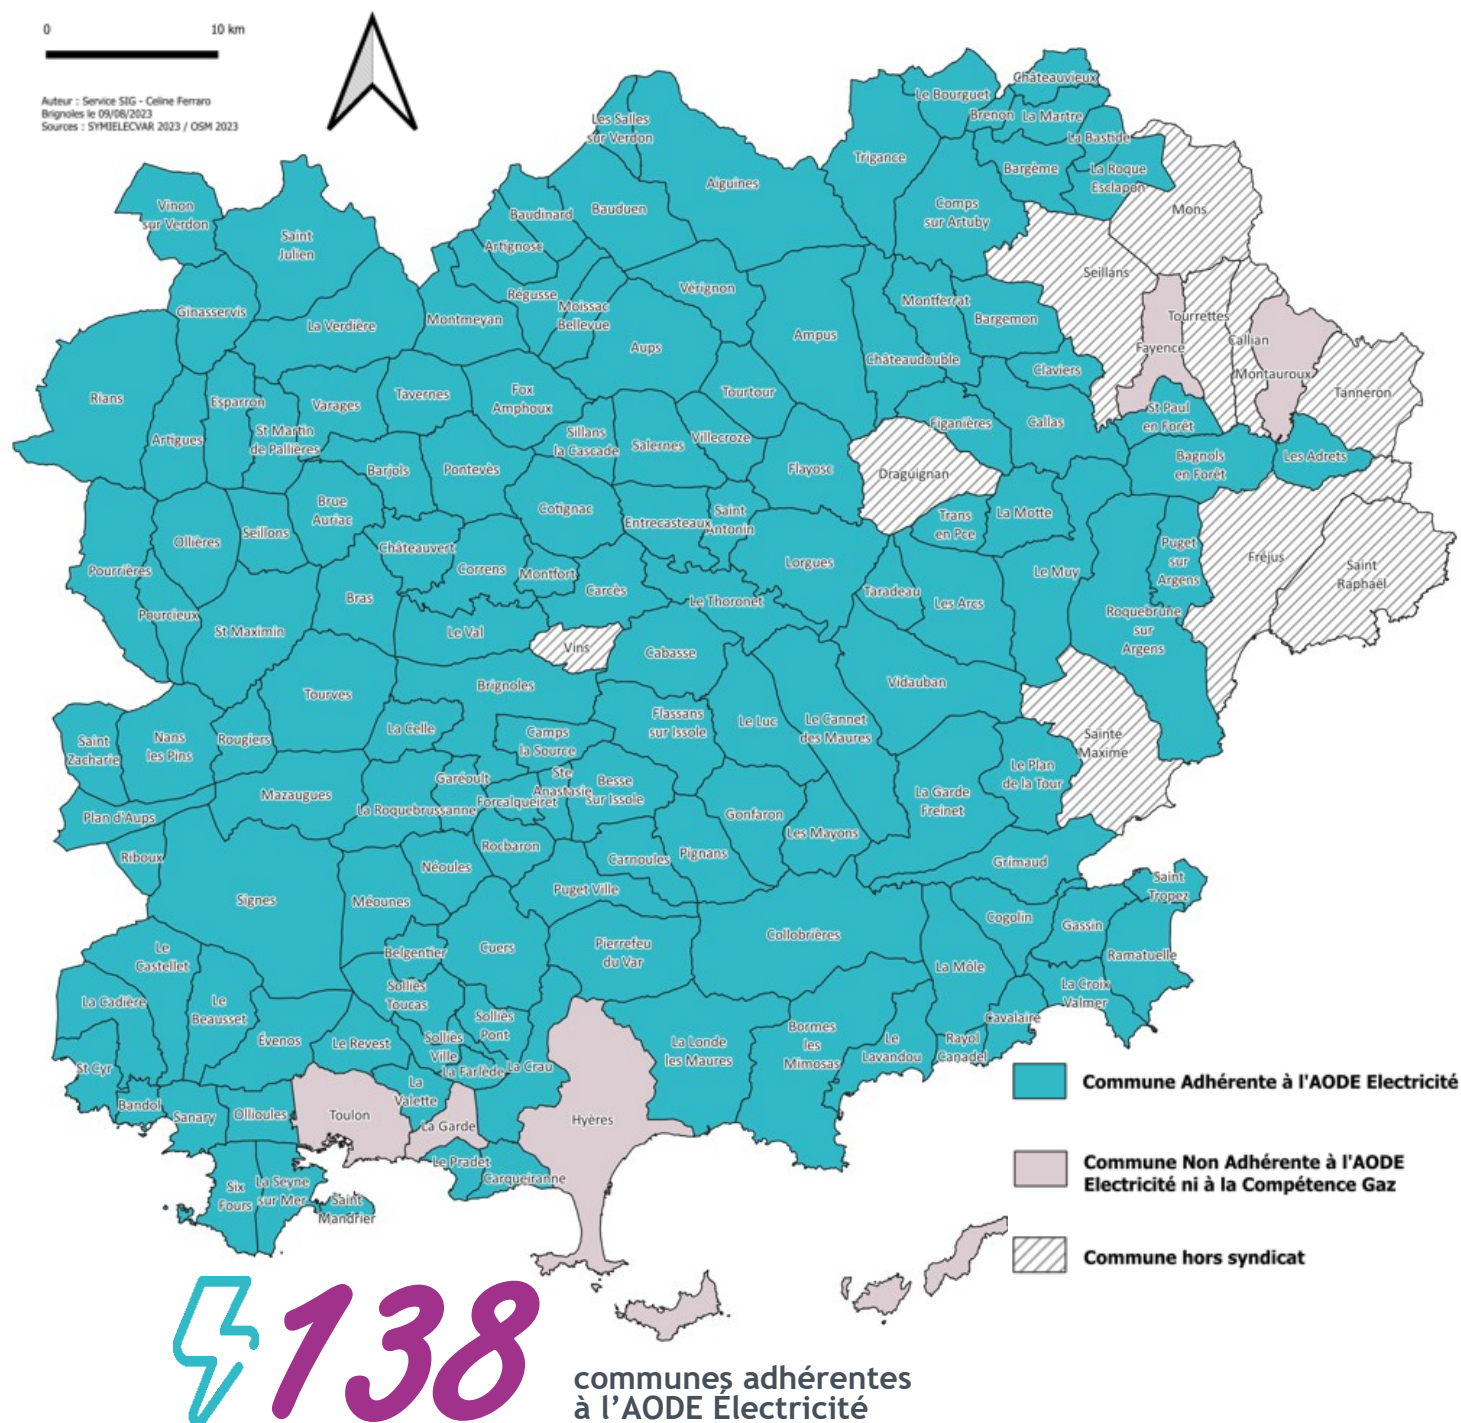 0 10 km
Auteur : Service SIG - Celine Ferraro
Brignoles le 09/08/2023
Sources : SYMIELECVAR 2023 / OSM 2023
Châteauvieux
Le Bourguet
Brenon
La Martre
Les Salles
sur Verdon
La Bastide
Trigance
Bargème
La Roque
Esclapon
Aiguines
Vinon
sur Verdon
Baudinard
Bauduen
Comps
sur Artuby
Mons
Saint
Julien
Artignosc
Seillans
Vérignon
Régusse
Moissac
Bellevue
Montferrat
Ginasservis
La Verdière
Montmeyan
Bargemon
Tourrettes
Ampus
Aups
Fayence
Callian
Châteaudouble
Claviers
Montauroux
Rians
Esparron
Varages
Tavernes
Fox
Amphoux
Tourtour
Tanneron
St Paul
en Forêt
Artigues
St Martin
de Pallières
Sillans
la Cascade
Salernes
Villecroze
Figanières
Callas
Barjols
Pontevès
Flayosc
Draguignan
Bagnols
en Forêt
Les Adrets
Brue
Auriac
Cotignac
Entrecasteaux
Saint
Antonin
Trans
en Pce
La Motte
Ollières
Seillons
Châteauvert
Puget
sur
Argens
Fréjus
Saint
Raphaël
Pourrières
Correns
Montfort
Lorgues
Le Muy
Carcès
Le Thoronet
Taradeau
Les Arcs
Pourcieux
Bras
Roquebrune
sur
Argens
St Maximin
Le Val
Vins
Cabasse
Tourves
Brignoles
Vidauban
Saint
Zacharie
Nans
les Pins
Rougiers
La Celle
Camps
la Source
Flassans
sur Issole
Le Luc
Le Cannet
des Maures
Sainte
Maxime
Le Plan
de la Tour
Mazaugues
Garéoult
La Roquebrussanne
Forcalqueiret
Ste
Anastasie
Besse
sur Issole
La Garde
Freinet
Plan d'Aups
Gonfaron
Les Mayons
Riboux
Néoules
Rocbaron
Carnoules
Pignans
Grimaud
Signes
Méounes
Puget Ville
Saint
Tropez
Cogolin
Gassin
Le
Castellet
Belgentier
Cuers
Pierrefeu
du Var
Collobrières
La Môle
Ramatuelle
La Cadière
Le
Beausset
Solliès
Toucas
La Croix
Valmer
Évenos
Le Revest
Solliès
Ville
Solliès
Pont
La Londe
les Maures
Bormes
les
Mimosas
Le
Lavandou
Rayol
Canadel
Cavalaire
St Cyr
La Farlède
La Crau
Bandol
Sanary
Ollioules
Toulon
La
Valette
La Garde
Hyères
Le Pradet
Carqueiranne
Six
Fours
La Seyne
sur Mer
Saint
Mandrier
Commune Adhérente à l'AODE Electricité
Commune Non Adhérente à l'AODE
Electricité ni à la Compétence Gaz
Commune hors syndicat
138
communes adhérentes
à l’AODE Électricité